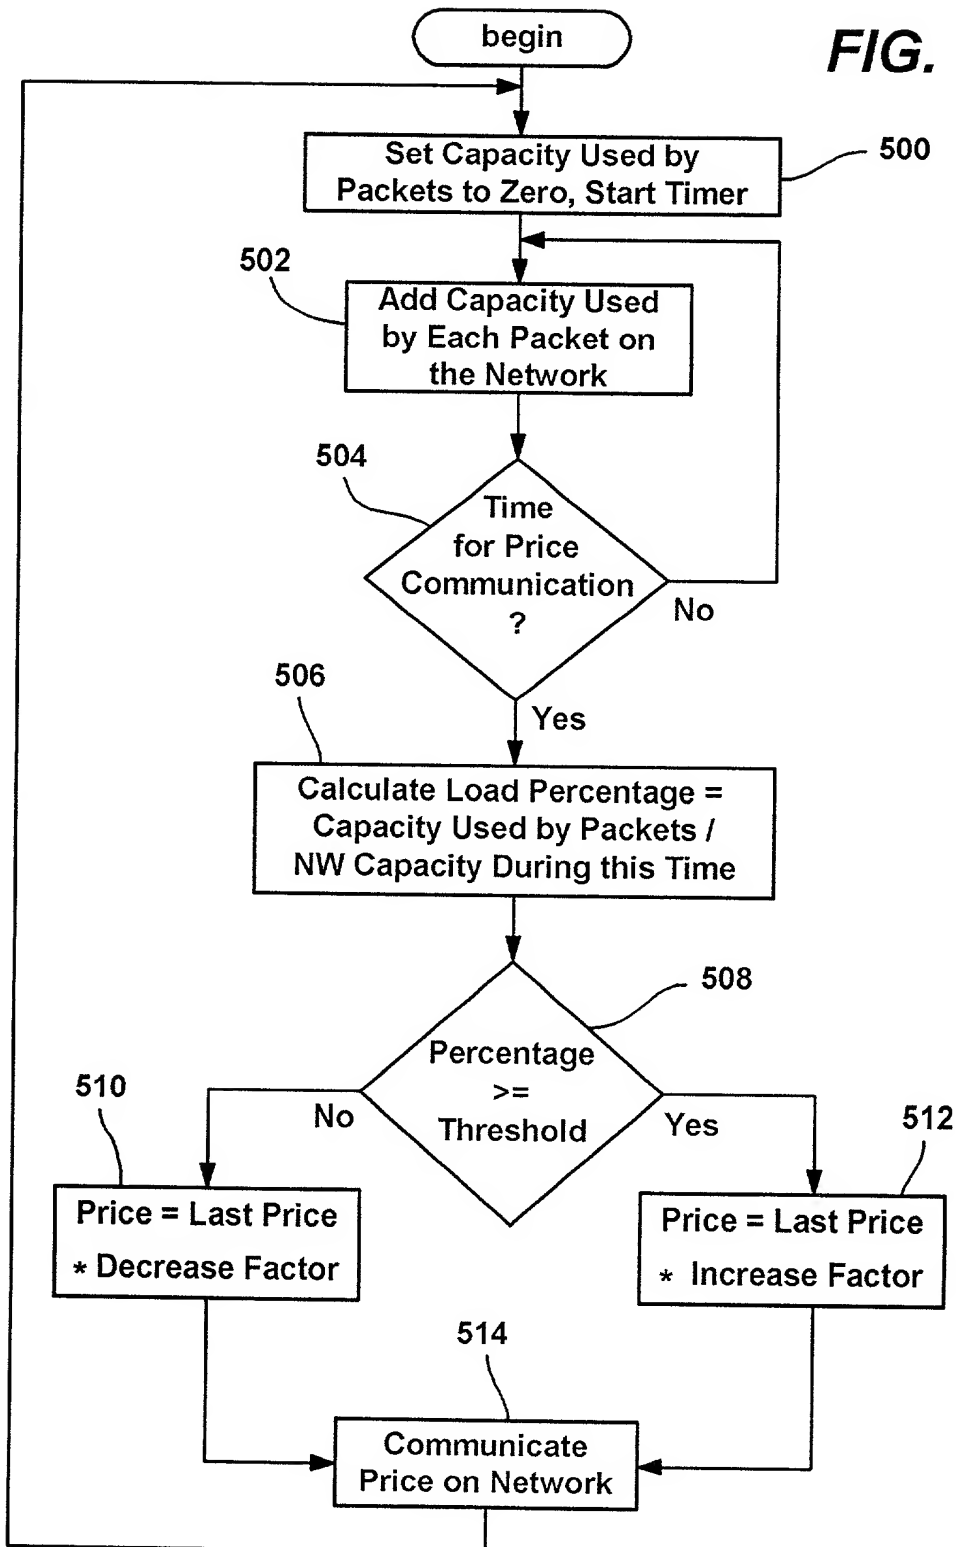 begin
FIG.
Set Capacity Used by
Packets to Zero, Start Timer
500
502
Add Capacity Used
by Each Packet on
the Network
504
Time
for Price
Communication
?
No
Yes
506
Calculate Load Percentage =
Capacity Used by Packets /
NW Capacity During this Time
508
Percentage
>=
Threshold
No
Yes
510
Price = Last Price
* Decrease Factor
512
Price = Last Price
* Increase Factor
514
Communicate
Price on Network